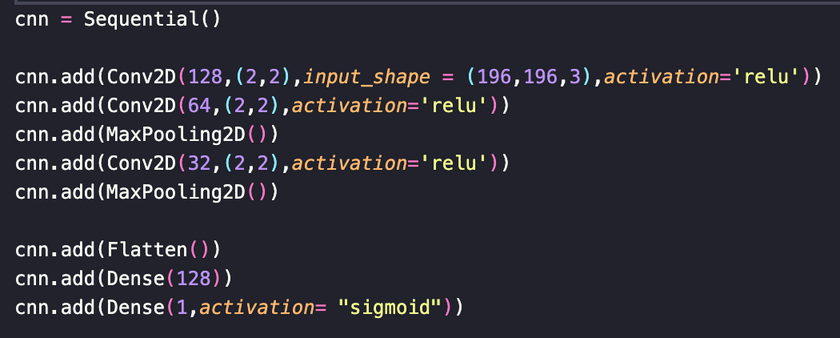 cnn = Sequential()
cnn.add(Conv2D(128,(2,2),input_shape = (196,196,3),activation='relu'))
cnn.add(Conv2D(64,(2,2),activation='relu'))
cnn.add(MaxPooling2D())
cnn.add(Conv2D(32,(2,2),activation='relu'))
cnn.add(MaxPooling2D())
cnn.add(Flatten())
cnn.add(Dense(128))
cnn.add(Dense(1,activation= "sigmoid"))